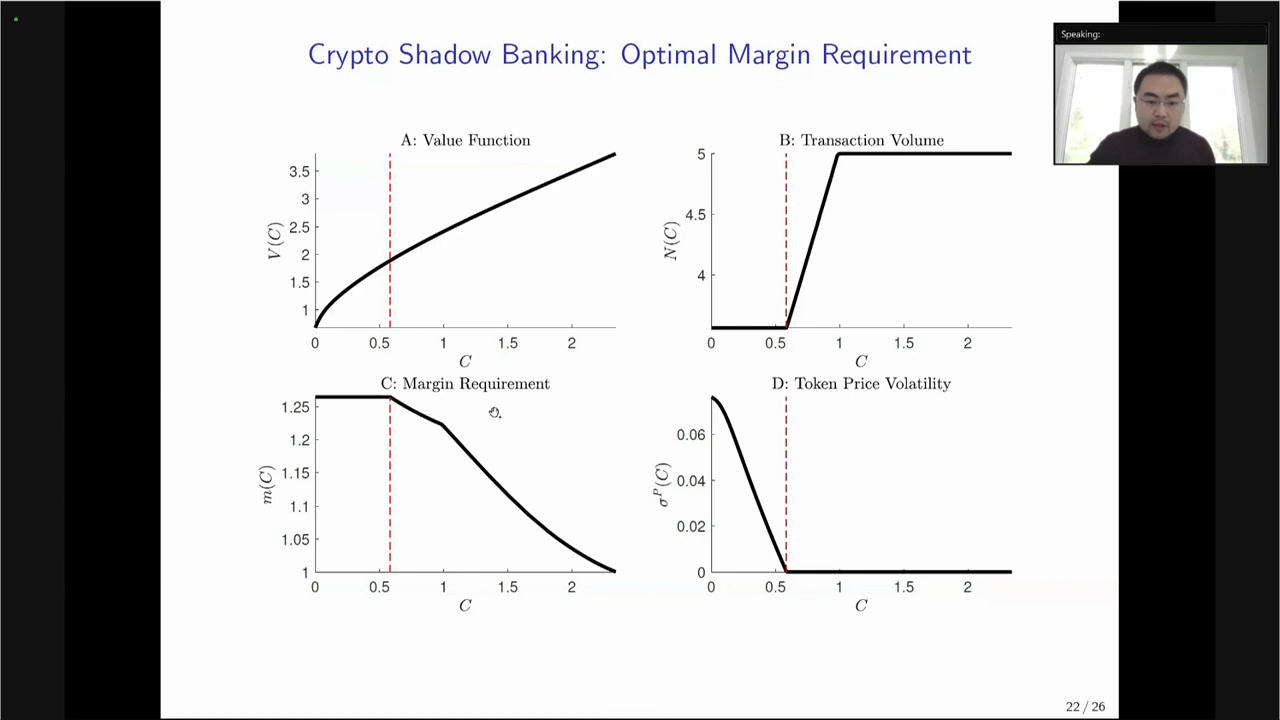 Crypto Shadow Banking: Optimal Margin Requirement
Speaking:
A: Value Function
3.5
3
2.5
2
1.5
1
V(C)
0 0.5 1 1.5 2
C
B: Transaction Volume
5
4.5
4
N(C)
0 0.5 1 1.5 2
C
C: Margin Requirement
1.25
1.2
1.15
1.1
1.05
1
m(C)
0 0.5 1 1.5 2
C
D: Token Price Volatility
0.06
0.04
0.02
0
σᴾ(C)
0 0.5 1 1.5 2
C
22 / 26